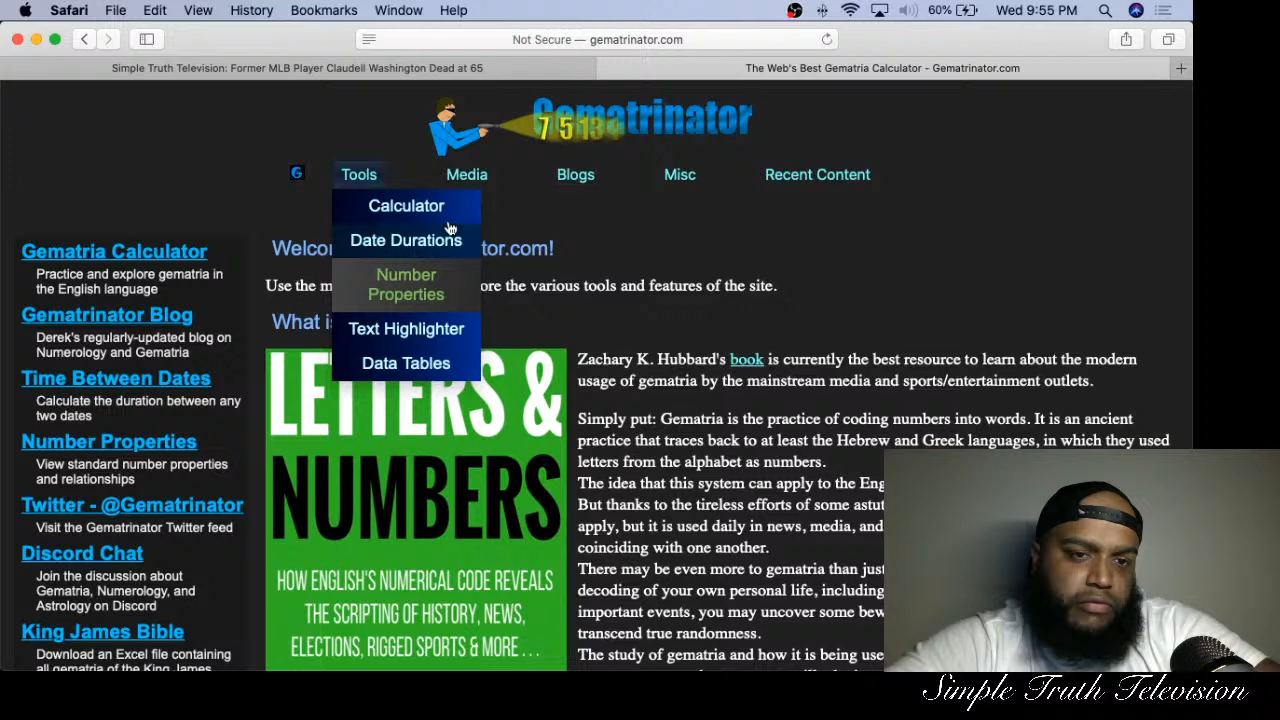 Safari File Edit View History Bookmarks Window Help 60% Wed 9:55 PM
Not Secure — gematrinator.com
Simple Truth Television: Former MLB Player Claudell Washington Dead at 65
The Web's Best Gematria Calculator - Gematrinator.com
Gematrinator
7 5 134
G Tools Media Blogs Misc Recent Content
Calculator
Date Durations
Number
Properties
Text Highlighter
Data Tables
Gematria Calculator
Practice and explore gematria in
the English language
Gematrinator Blog
Derek's regularly-updated blog on
Numerology and Gematria
Time Between Dates
Calculate the duration between any
two dates
Number Properties
View standard number properties
and relationships
Twitter - @Gematrinator
Visit the Gematrinator Twitter feed
Discord Chat
Join the discussion about
Gematria, Numerology, and
Astrology on Discord
King James Bible
Download an Excel file containing
all gematria of the King James
Welcom tor.com!
Use the m ore the various tools and features of the site.
What is
LETTERS &
NUMBERS
HOW ENGLISH'S NUMERICAL CODE REVEALS
THE SCRIPTING OF HISTORY, NEWS,
ELECTIONS, RIGGED SPORTS & MORE . . .
Zachary K. Hubbard's book is currently the best resource to learn about the modern
usage of gematria by the mainstream media and sports/entertainment outlets.
Simply put: Gematria is the practice of coding numbers into words. It is an ancient
practice that traces back to at least the Hebrew and Greek languages, in which they used
letters from the alphabet as numbers.
The idea that this system can apply to the Eng
But thanks to the tireless efforts of some astut
apply, but it is used daily in news, media, and
coinciding with one another.
There may be even more to gematria than just
decoding of your own personal life, including
important events, you may uncover some bew
transcend true randomness.
The study of gematria and how it is being use
Simple Truth Television